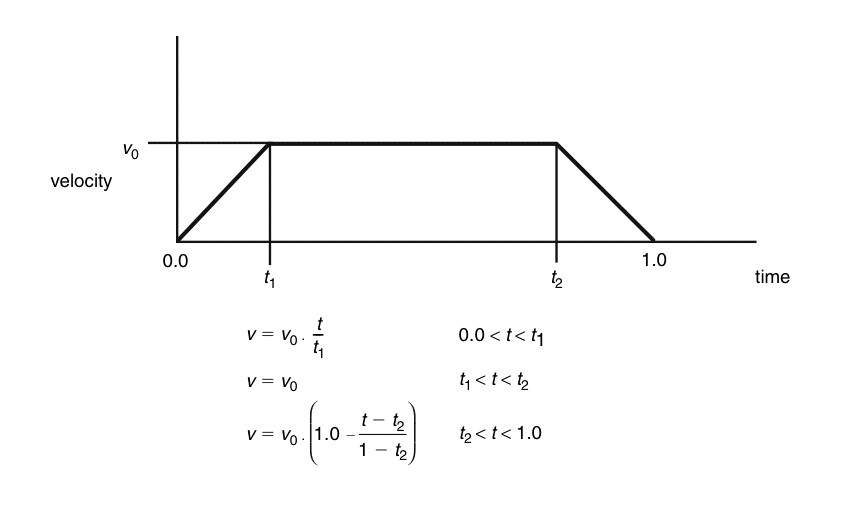 v₀
velocity
0.0
t₁
t₂
1.0
time
v = v₀ . t/t₁ 0.0 < t < t₁
v = v₀ t₁ < t < t₂
v = v₀ . (1.0 – (t – t₂)/(1 – t₂)) t₂ < t < 1.0